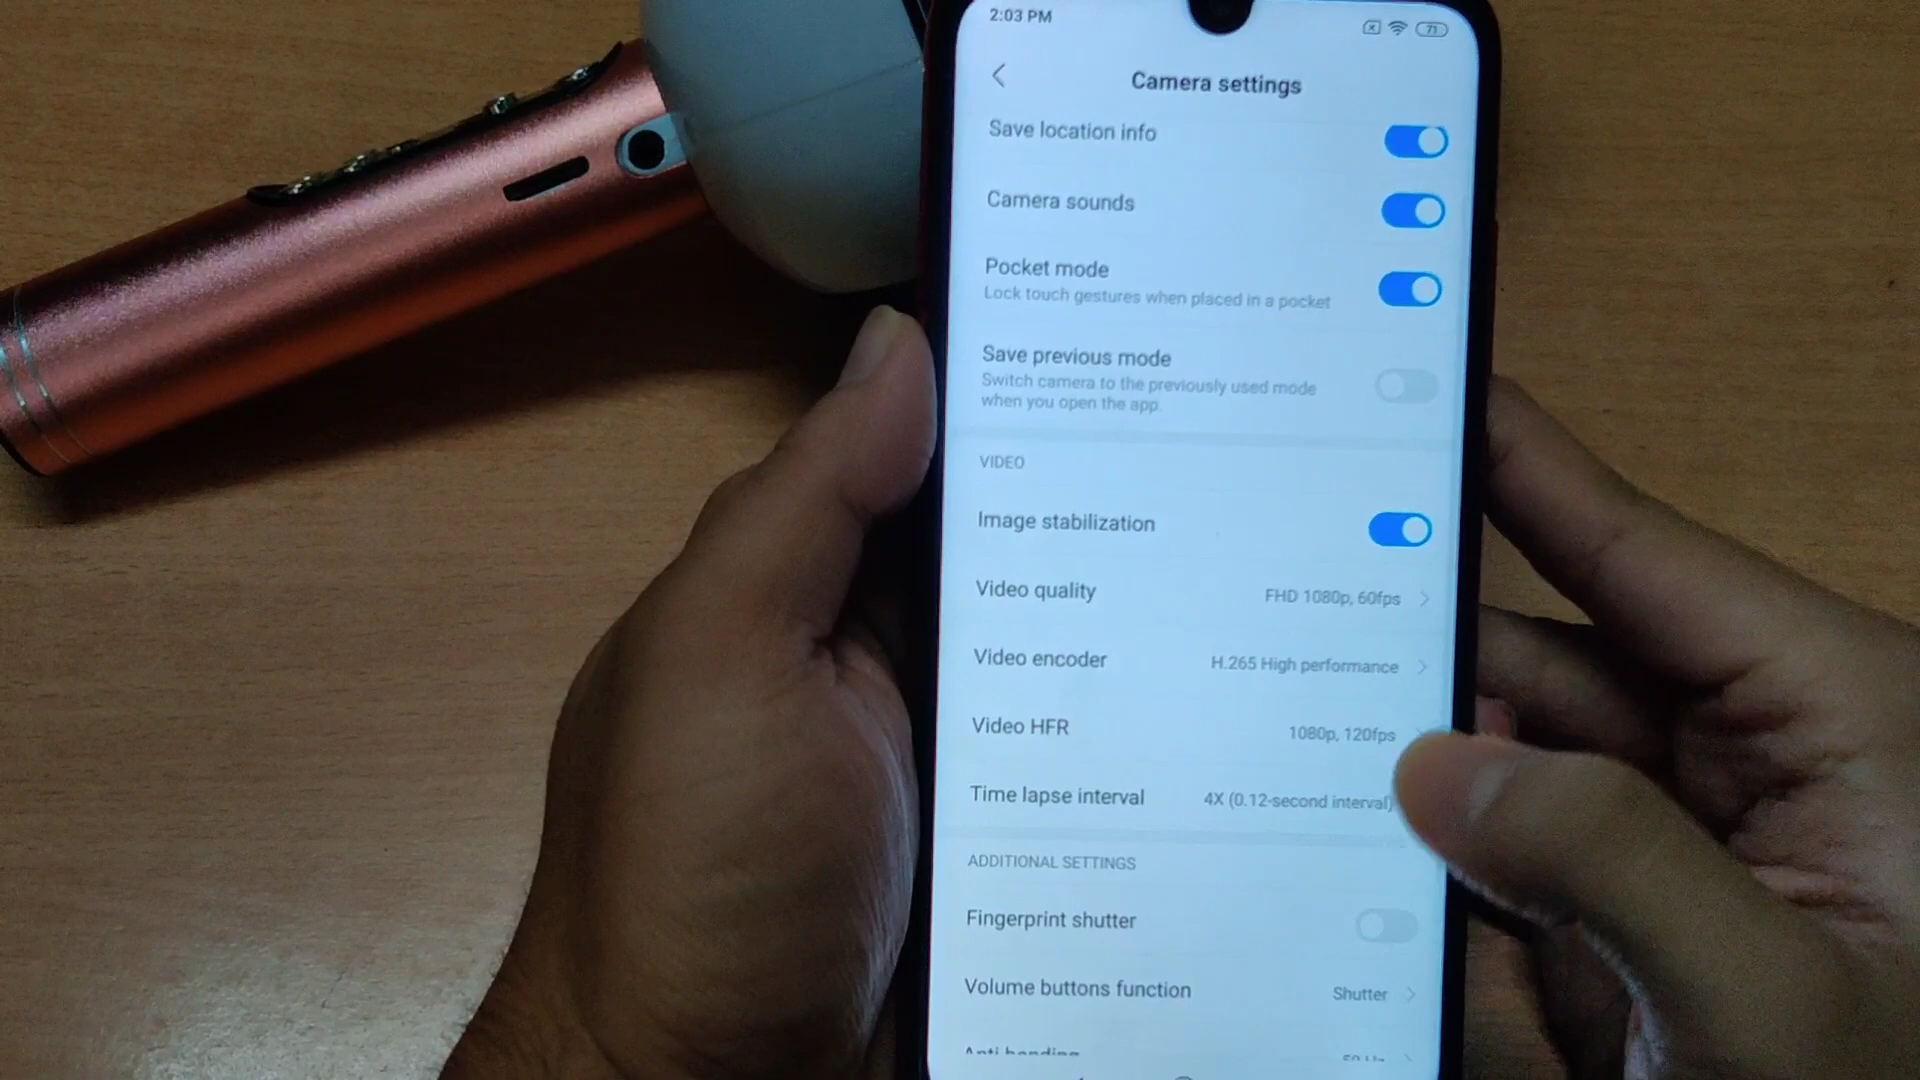 2:03 PM
71
Camera settings
Save location info
Camera sounds
Pocket mode
Lock touch gestures when placed in a pocket
Save previous mode
Switch camera to the previously used mode
when you open the app
VIDEO
Image stabilization
Video quality FHD 1080p, 60fps
Video encoder H.265 High performance
Video HFR 1080p, 120fps
Time lapse interval 4X (0.12-second interval)
ADDITIONAL SETTINGS
Fingerprint shutter
Volume buttons function Shutter